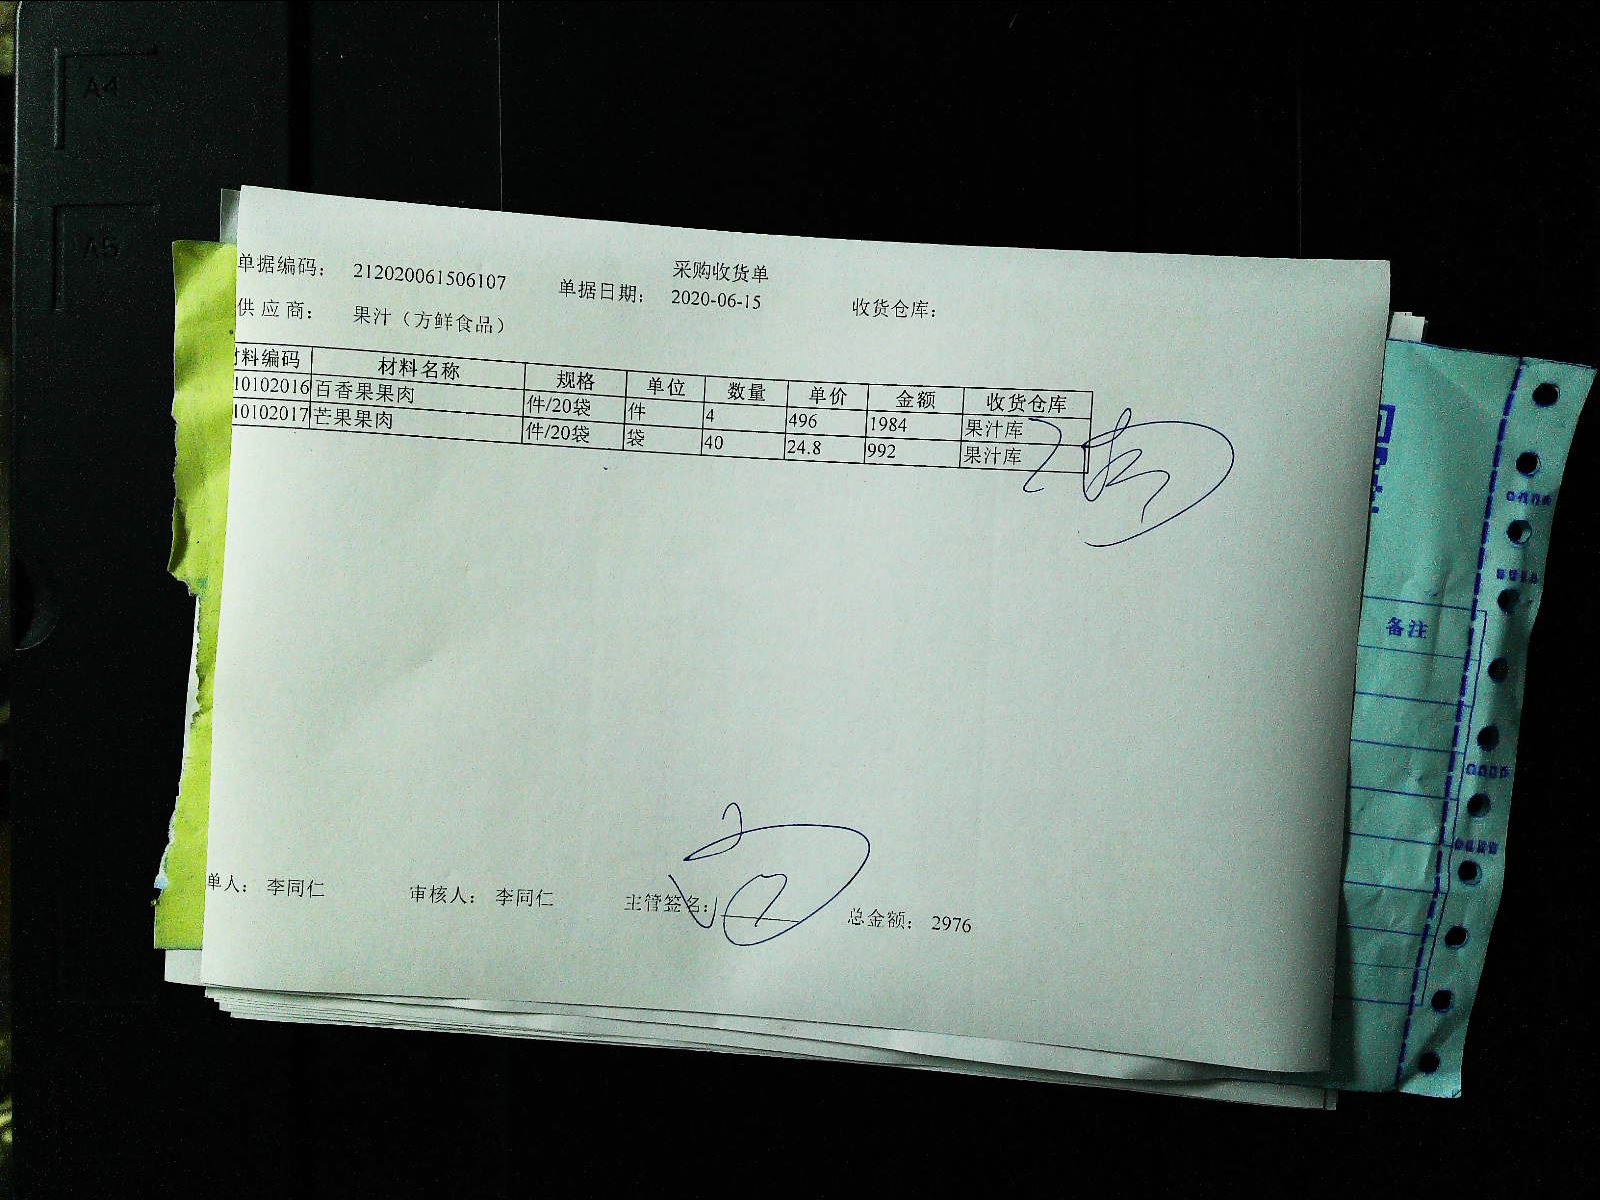 A4
A5
采购收货单
单据编码： 212020061506107 单据日期： 2020-06-15 收货仓库：
供应商： 果汁（方鲜食品）
料编码 材料名称 规格 单位 数量 单价 金额 收货仓库
10102016 百香果果肉 件/20袋 件 4 496 1984 果汁库
10102017 芒果果肉 件/20袋 袋 40 24.8 992 果汁库
备注
单人： 李同仁 审核人： 李同仁 主管签名： 总金额： 2976